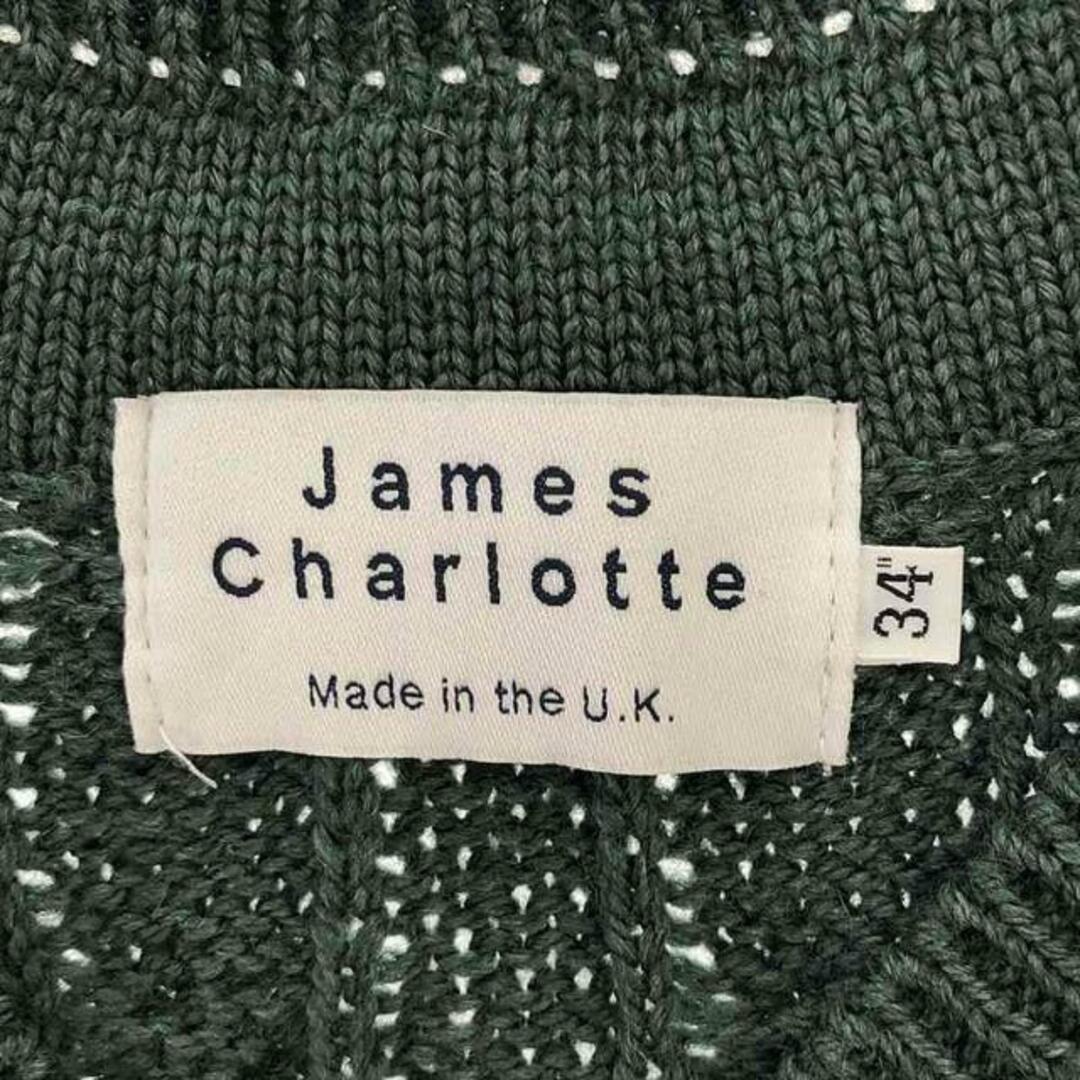 James
Charlotte
Made in the U.K.
34"